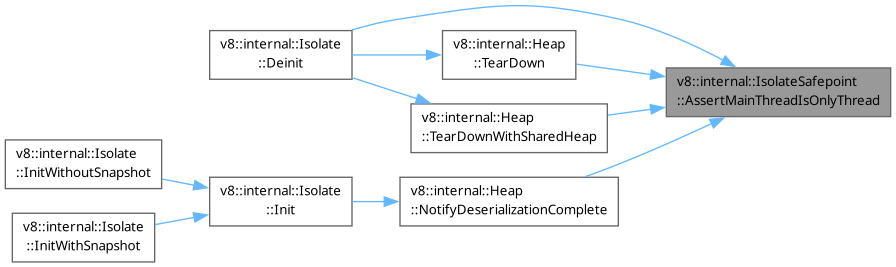 v8::internal::Isolate
::Deinit
v8::internal::Heap
::TearDown
v8::internal::IsolateSafepoint
::AssertMainThreadIsOnlyThread
v8::internal::Heap
::TearDownWithSharedHeap
v8::internal::Isolate
::InitWithoutSnapshot
v8::internal::Isolate
::Init
v8::internal::Heap
::NotifyDeserializationComplete
v8::internal::Isolate
::InitWithSnapshot